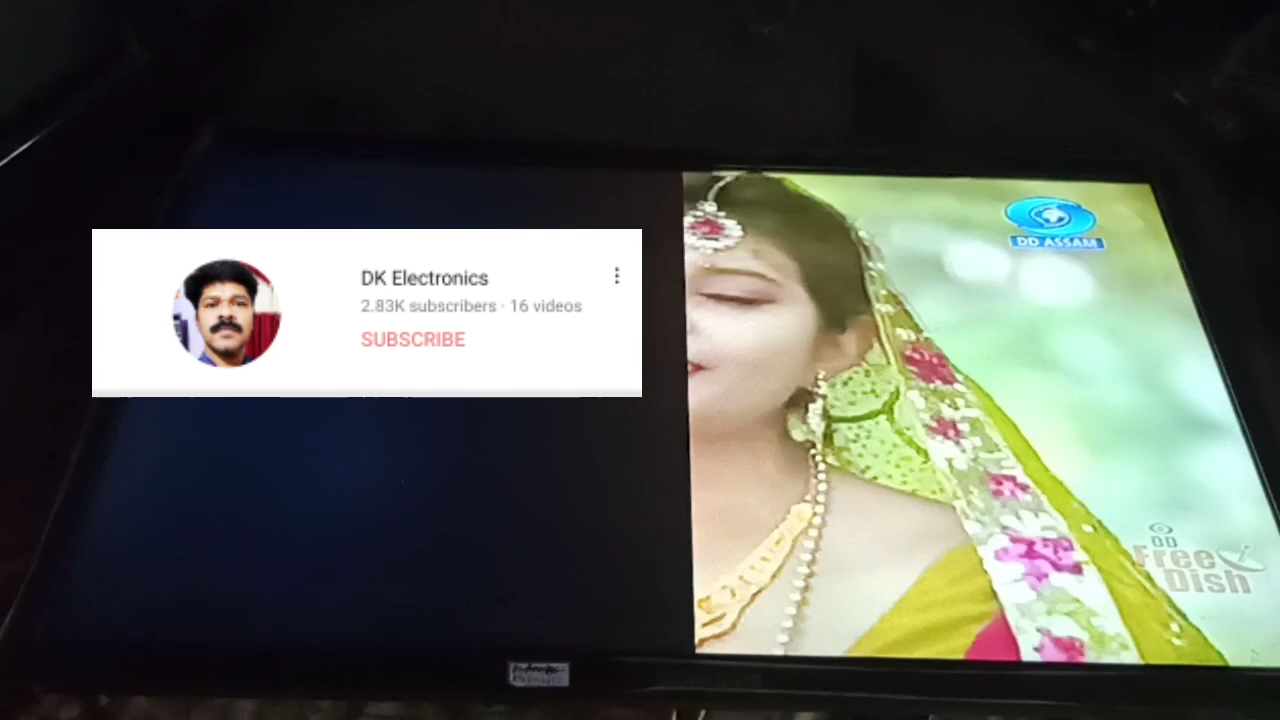 DK Electronics
2.83K subscribers · 16 videos
SUBSCRIBE
DD ASSAM
DD
Free
Dish